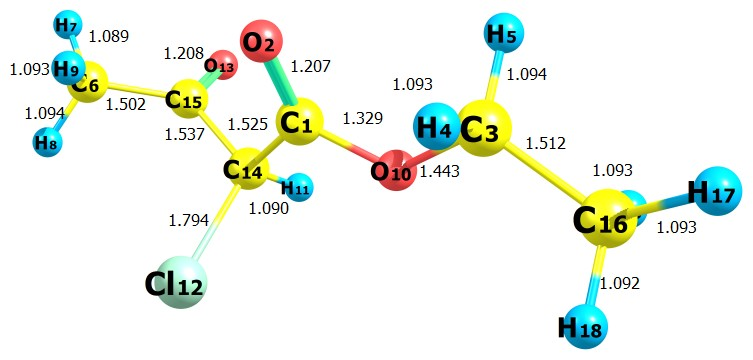 H7
1.089
1.208
O13
O2
1.207
H5
1.093
H9
C6
1.094
1.502
C15
1.537
1.525
C1
1.329
1.093
H4
C3
1.094
1.512
H8
C14
H11
1.090
O10
1.443
1.093
H17
1.093
C16
1.794
Cl12
1.092
H18